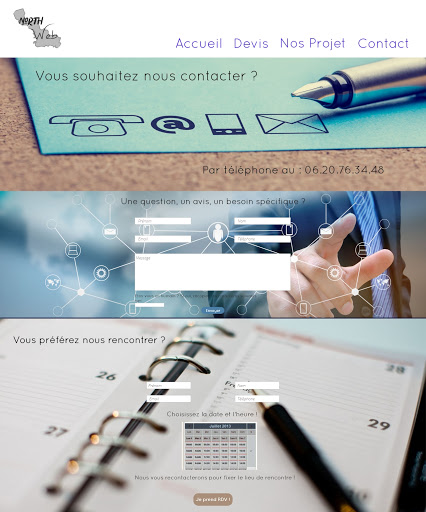 NORTH
Web
Accueil Devis Nos Projet Contact
Vous souhaitez nous contacter ?
@
Par téléphone au : 06.20.76.34.48
Une question, un avis, un besoin spécifique ?
Prénom Nom
Email Téléphone
Message
Envoyer
Vous préférez nous rencontrer ?
26
27
28
29
Prénom Nom
Email Téléphone
Choisissez la date et l'heure !
Juillet 2013
Nous vous recontacterons pour fixer le lieu de rencontre !
Je prend RDV !